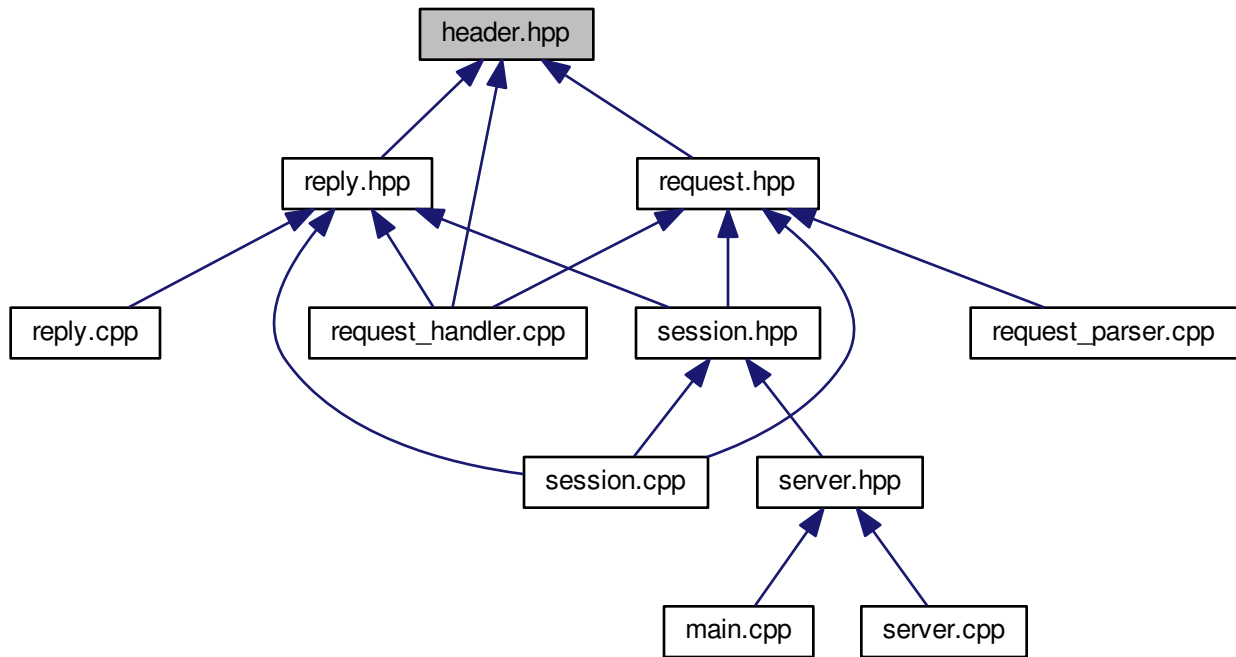 header.hpp
reply.hpp
request.hpp
reply.cpp
request_handler.cpp
session.hpp
request_parser.cpp
session.cpp
server.hpp
main.cpp
server.cpp